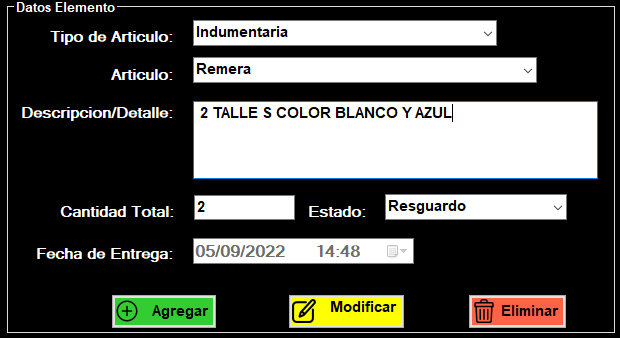 Datos Elemento
Tipo de Articulo: Indumentaria
Articulo: Remera
Descripcion/Detalle: 2 TALLE S COLOR BLANCO Y AZUL
Cantidad Total: 2 Estado: Resguardo
Fecha de Entrega: 05/09/2022 14:48
Agregar Modificar Eliminar